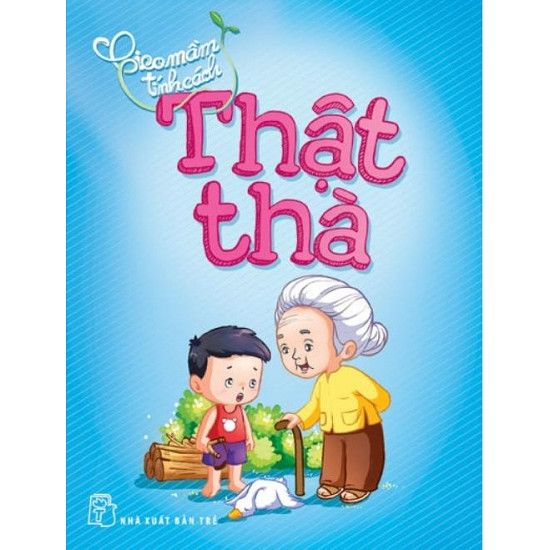 Gieo mầm
tính cách
Thật
thà
NHÀ XUẤT BẢN TRẺ